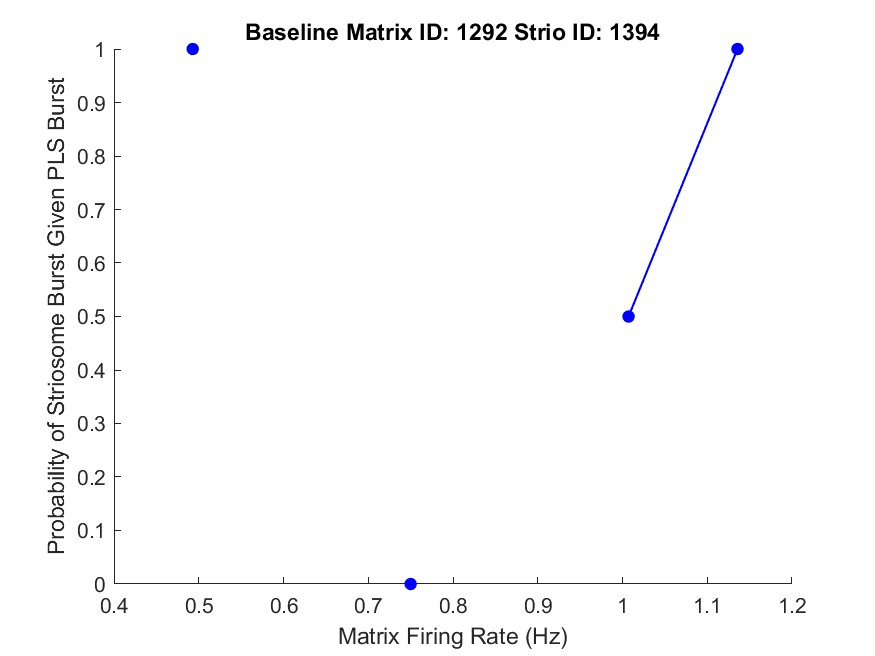 Baseline Matrix ID: 1292 Strio ID: 1394
Probability of Striosome Burst Given PLS Burst
1
0.9
0.8
0.7
0.6
0.5
0.4
0.3
0.2
0.1
0
0.4 0.5 0.6 0.7 0.8 0.9 1 1.1 1.2
Matrix Firing Rate (Hz)